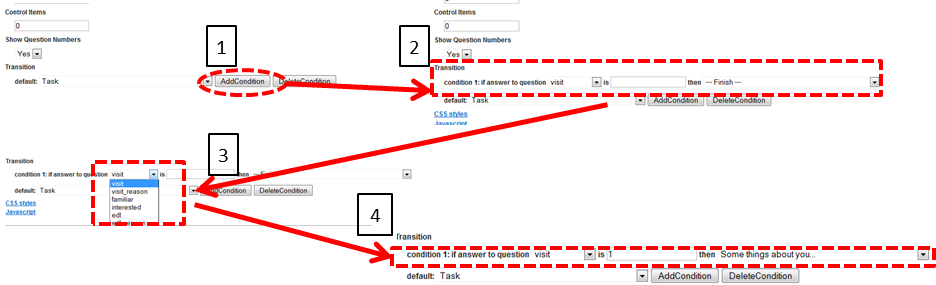 Control Items
0
Show Question Numbers
Yes
1
Transition
default: Task AddCondition DeleteCondition
Control Items
0
2
Show Question Numbers
Yes
Transition
condition 1: if answer to question visit is then --- Finish ---
default: Task AddCondition DeleteCondition
CSS styles
Javascript
3
Transition
condition 1: if answer to question visit is then --- Finish ---
visit
visit_reason
familiar
interested
edl
default: Task DeleteCondition
CSS styles
Javascript
4
Transition
condition 1: if answer to question visit is 1 then Some things about you...
default: Task AddCondition DeleteCondition